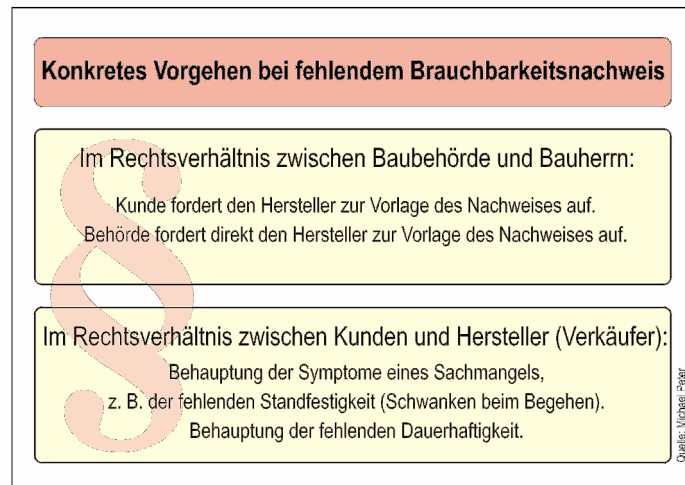 Konkretes Vorgehen bei fehlendem Brauchbarkeitsnachweis
Im Rechtsverhältnis zwischen Baubehörde und Bauherrn:
Kunde fordert den Hersteller zur Vorlage des Nachweises auf.
Behörde fordert direkt den Hersteller zur Vorlage des Nachweises auf.
Im Rechtsverhältnis zwischen Kunden und Hersteller (Verkäufer):
Behauptung der Symptome eines Sachmangels,
z. B. der fehlenden Standfestigkeit (Schwanken beim Begehen).
Behauptung der fehlenden Dauerhaftigkeit.
Quelle: Michael Peter
§